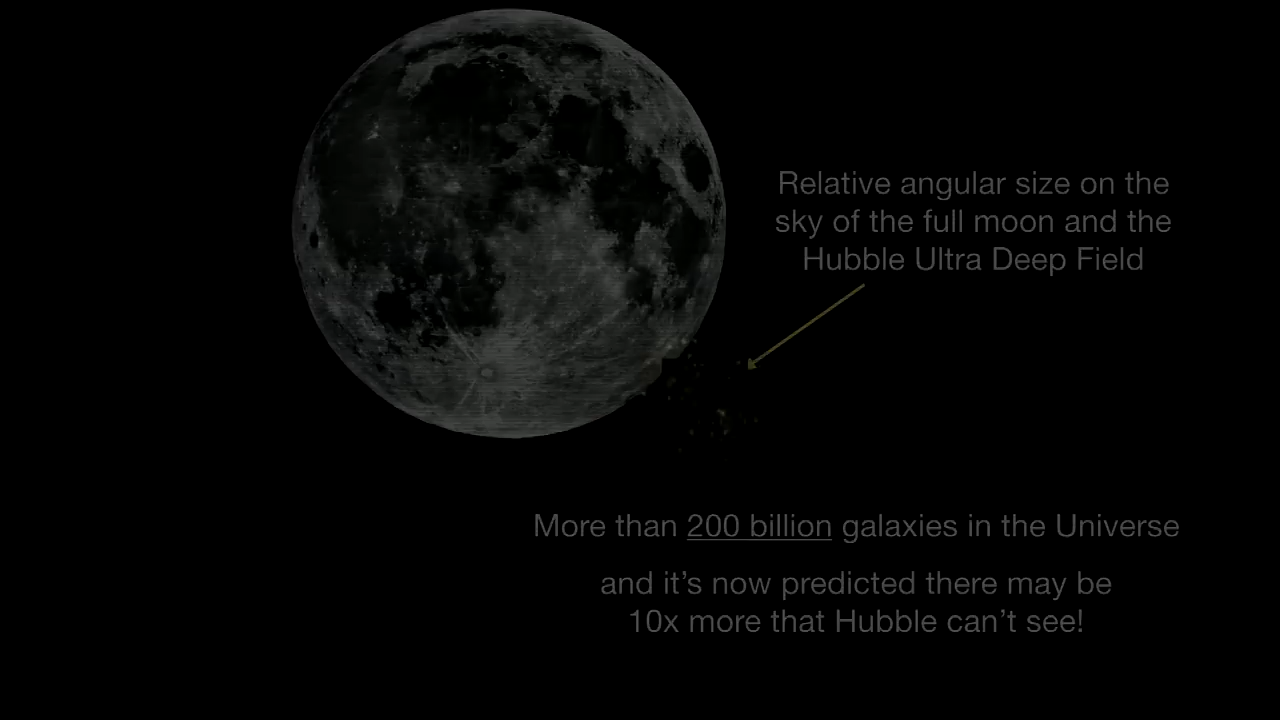 Relative angular size on the
sky of the full moon and the
Hubble Ultra Deep Field
More than 200 billion galaxies in the Universe
and it’s now predicted there may be
10x more that Hubble can’t see!